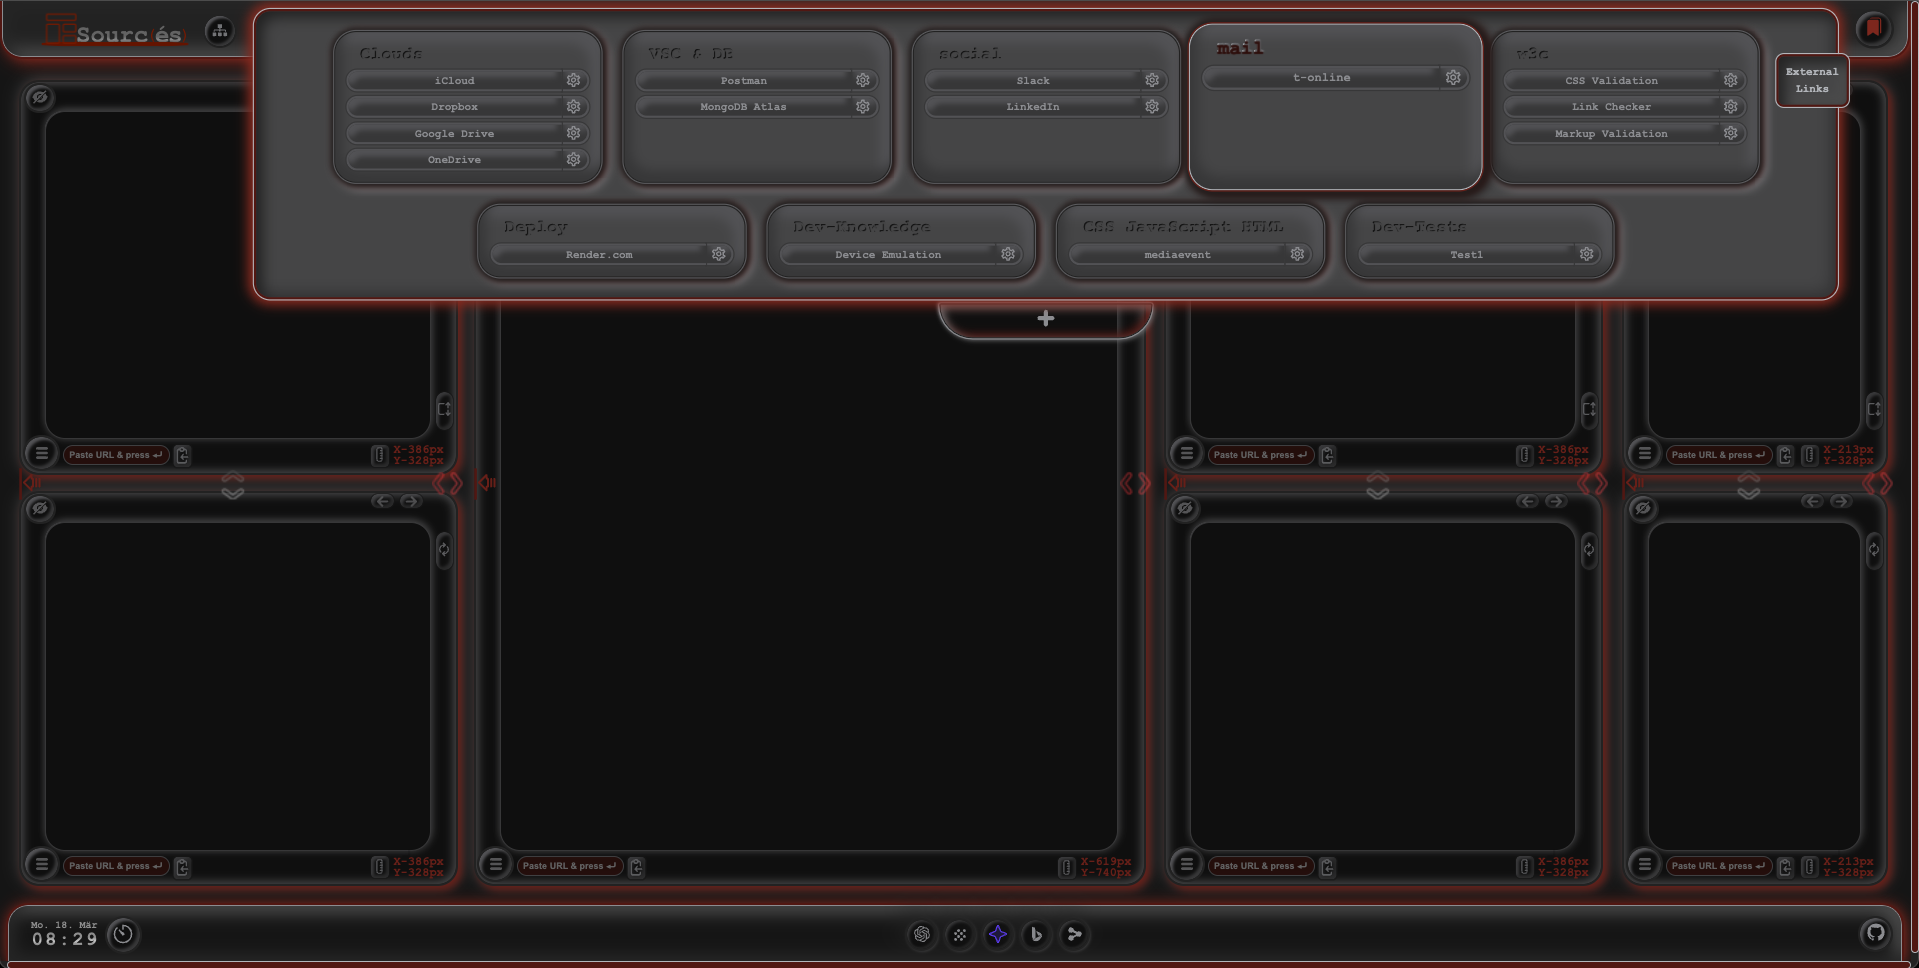 Sourcés
Clouds
iCloud
Dropbox
Google Drive
OneDrive
VSC & DB
Postman
MongoDB Atlas
social
Slack
LinkedIn
mail
t-online
w3c
CSS Validation
Link Checker
Markup Validation
External
Links
Deploy
Render.com
Dev-Knowledge
Device Emulation
CSS JavaScript HTML
mediaevent
Dev-Tests
Test1
Paste URL & press
X-386px
Y-328px
Paste URL & press
X-386px
Y-328px
Paste URL & press
X-213px
Y-328px
Paste URL & press
X-386px
Y-328px
Paste URL & press
X-619px
Y-740px
Paste URL & press
X-386px
Y-328px
Paste URL & press
X-213px
Y-328px
Mo. 18. Mär
08:29